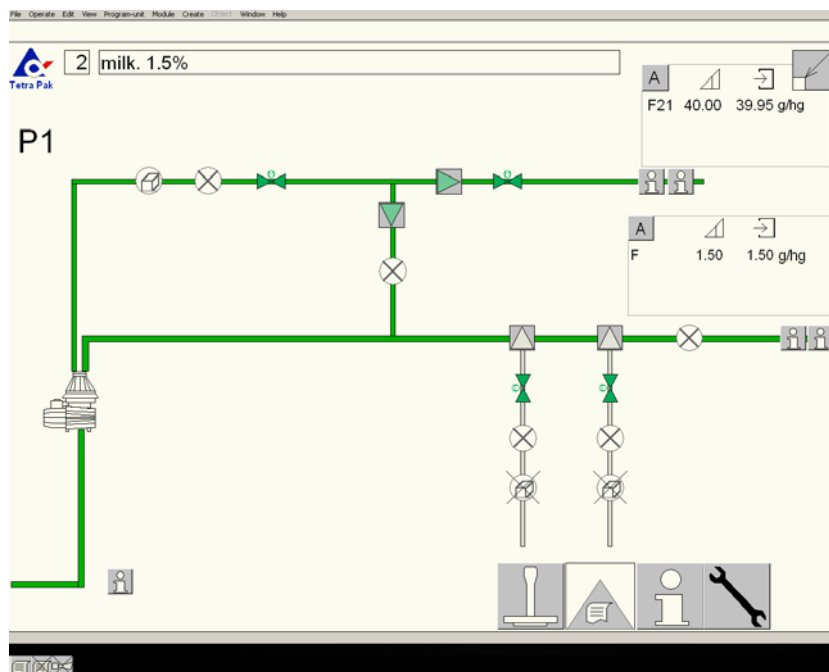 File Operate Edit View Program-unit Module Create Object Window Help
2 milk. 1.5%
Tetra Pak
A
F21 40.00 39.95 g/hg
P1
A
F 1.50 1.50 g/hg